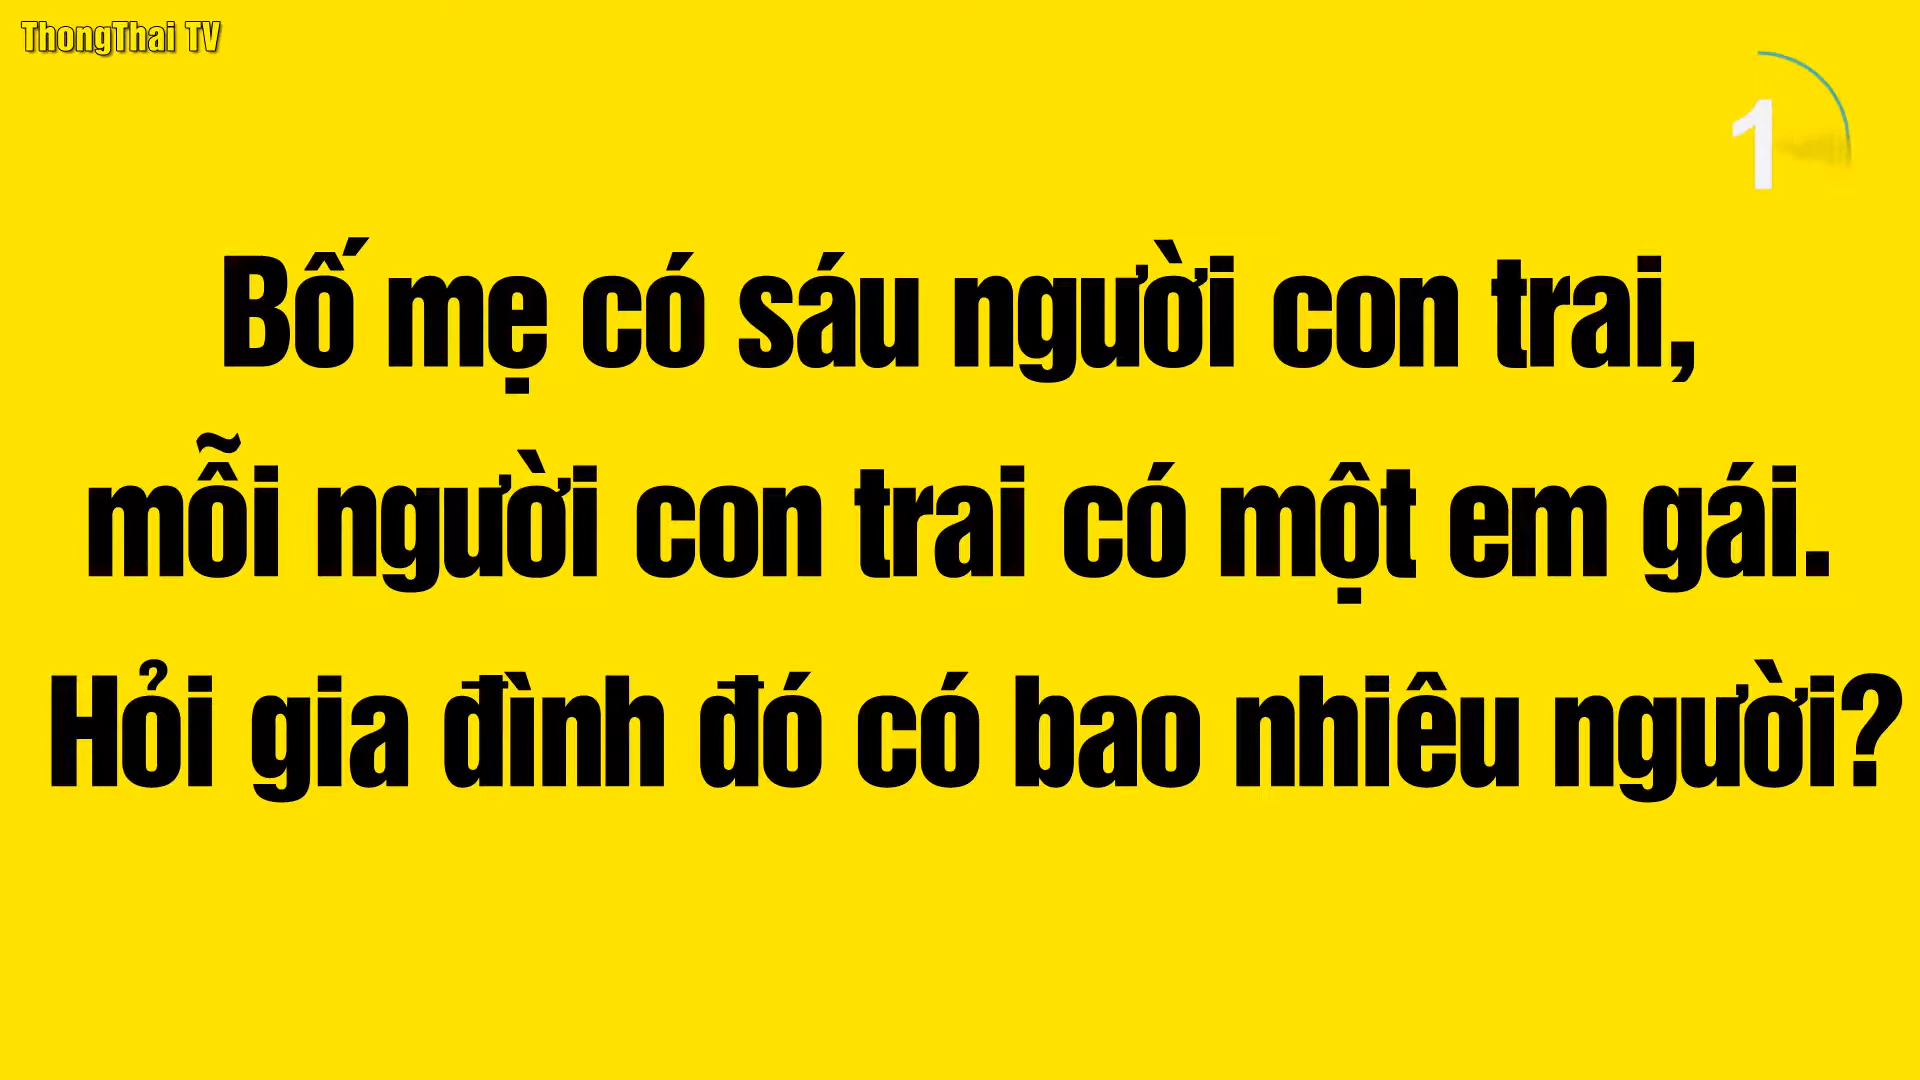 ThongThai TV
1
Bố mẹ có sáu người con trai,
mỗi người con trai có một em gái.
Hỏi gia đình đó có bao nhiêu người?